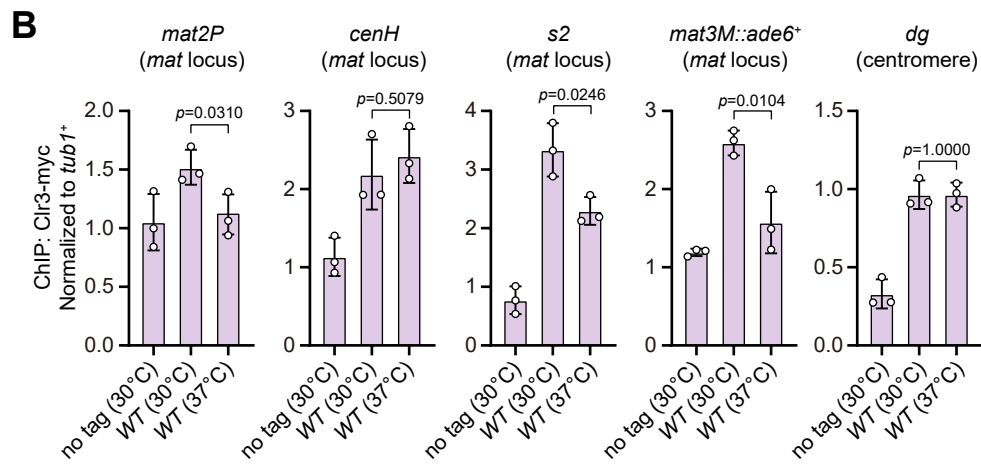 B
mat2P
(mat locus)
cenH
(mat locus)
s2
(mat locus)
mat3M::ade6+
(mat locus)
dg
(centromere)
ChIP: Clr3-myc
Normalized to tub1+
2.0
1.5
1.0
0.5
0.0
p=0.0310
no tag (30°C)
WT (30°C)
WT (37°C)
3
2
1
0
p=0.5079
no tag (30°C)
WT (30°C)
WT (37°C)
4
3
2
1
0
p=0.0246
no tag (30°C)
WT (30°C)
WT (37°C)
3
2
1
0
p=0.0104
no tag (30°C)
WT (30°C)
WT (37°C)
1.5
1.0
0.5
0.0
p=1.0000
no tag (30°C)
WT (30°C)
WT (37°C)